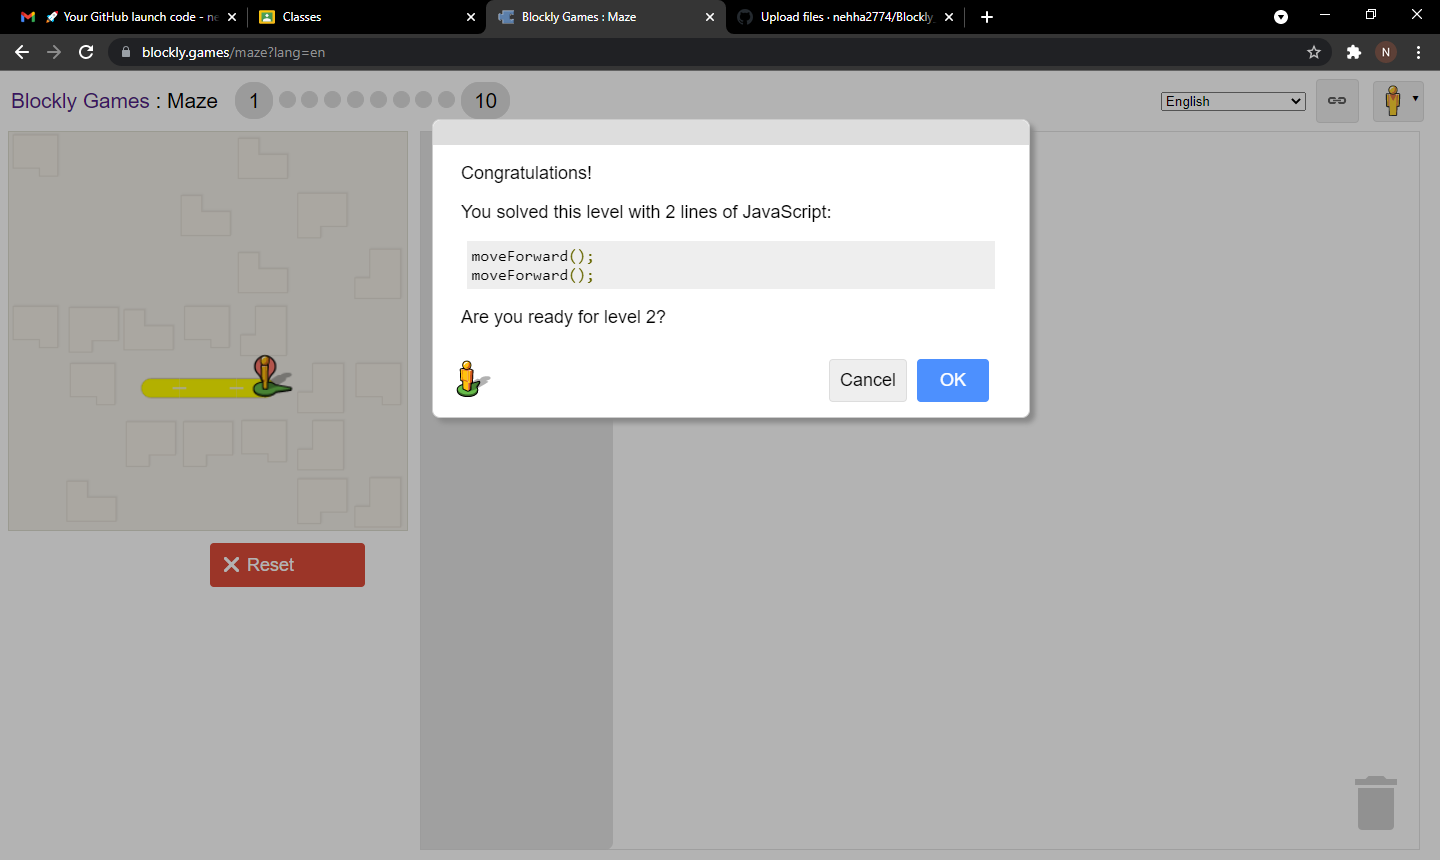 🚀 Your GitHub launch code - ne
Classes
Blockly Games : Maze
Upload files · nehha2774/Blockly_
blockly.games/maze?lang=en
N
Blockly Games : Maze
1
10
English
Congratulations!
You solved this level with 2 lines of JavaScript:
moveForward();
moveForward();
Are you ready for level 2?
Cancel
OK
Reset